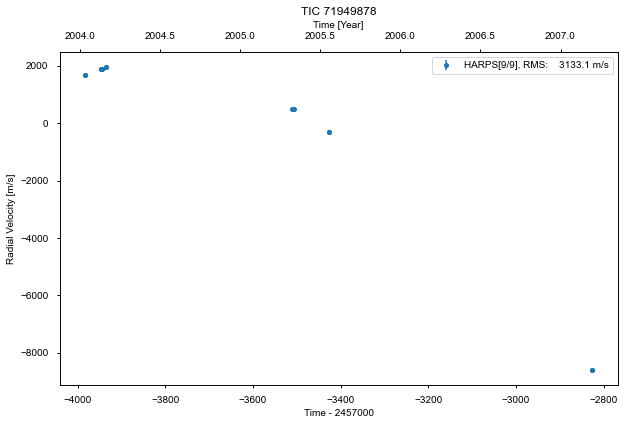 TIC 71949878
Time [Year]
2004.0 2004.5 2005.0 2005.5 2006.0 2006.5 2007.0
HARPS[9/9], RMS: 3133.1 m/s
2000
0
−2000
−4000
−6000
−8000
Radial Velocity [m/s]
−4000 −3800 −3600 −3400 −3200 −3000 −2800
Time - 2457000